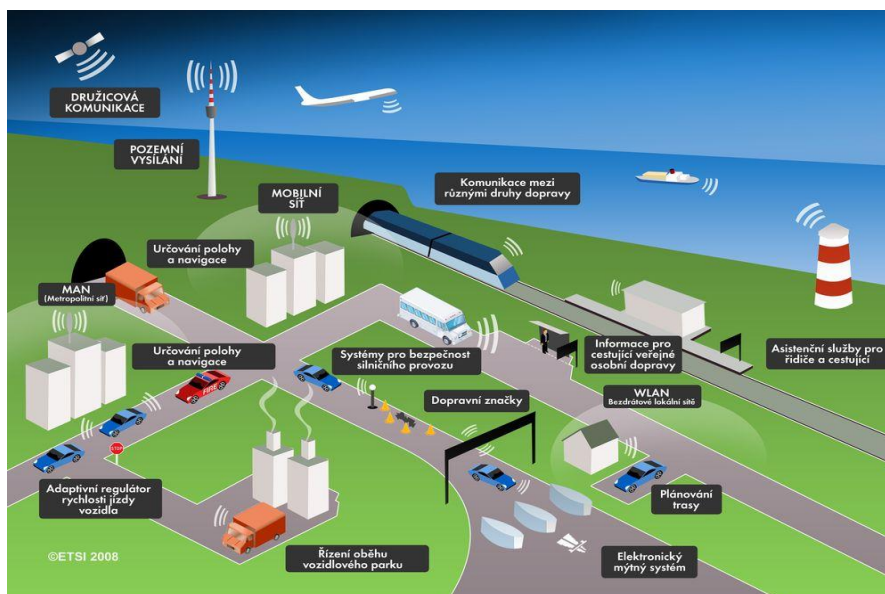 DRUŽICOVÁ
KOMUNIKACE
POZEMNÍ
VYSÍLÁNÍ
MOBILNÍ
SÍŤ
Komunikace mezi
různými druhy dopravy
Určování polohy
a navigace
MAN
(Metropolitní síť)
Určování polohy
a navigace
Systémy pro bezpečnost
silničního provozu
Informace pro
cestující veřejné
osobní dopravy
Asistenční služby pro
řidiče a cestující
FIRE
Dopravní značky
WLAN
Bezdrátové lokální sítě
STOP
Adaptivní regulátor
rychlosti jízdy
vozidla
Plánování
trasy
©ETSI 2008
Řízení oběhu
vozidlového parku
Elektronický
mýtný systém